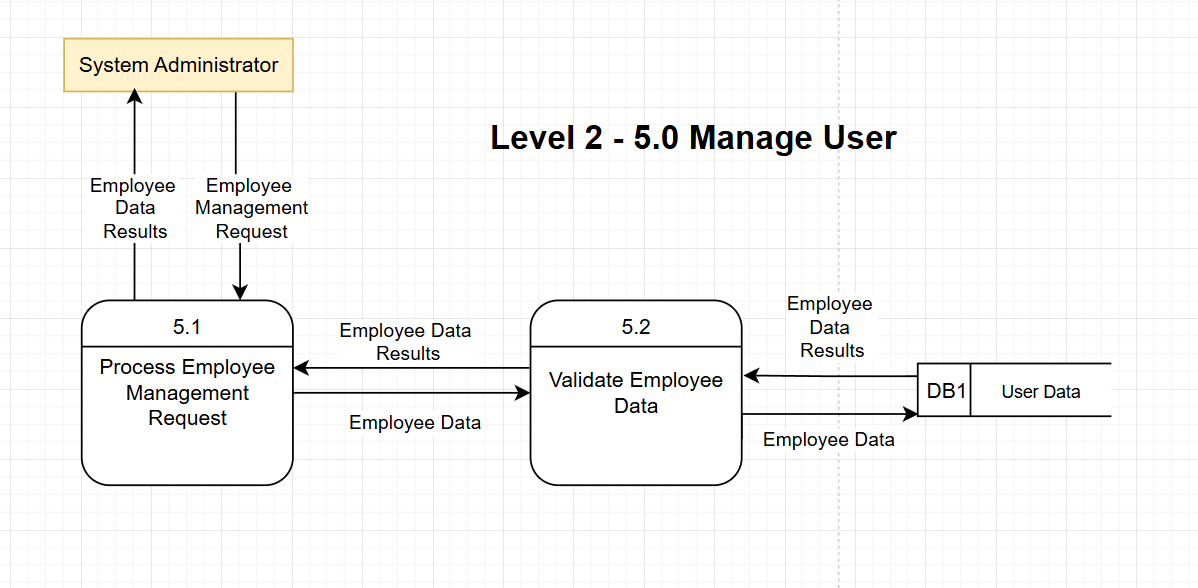 System Administrator
Level 2 - 5.0 Manage User
Employee
Data
Results
Employee
Management
Request
5.1
Process Employee
Management
Request
Employee Data
Results
Employee Data
5.2
Validate Employee
Data
Employee
Data
Results
Employee Data
DB1
User Data